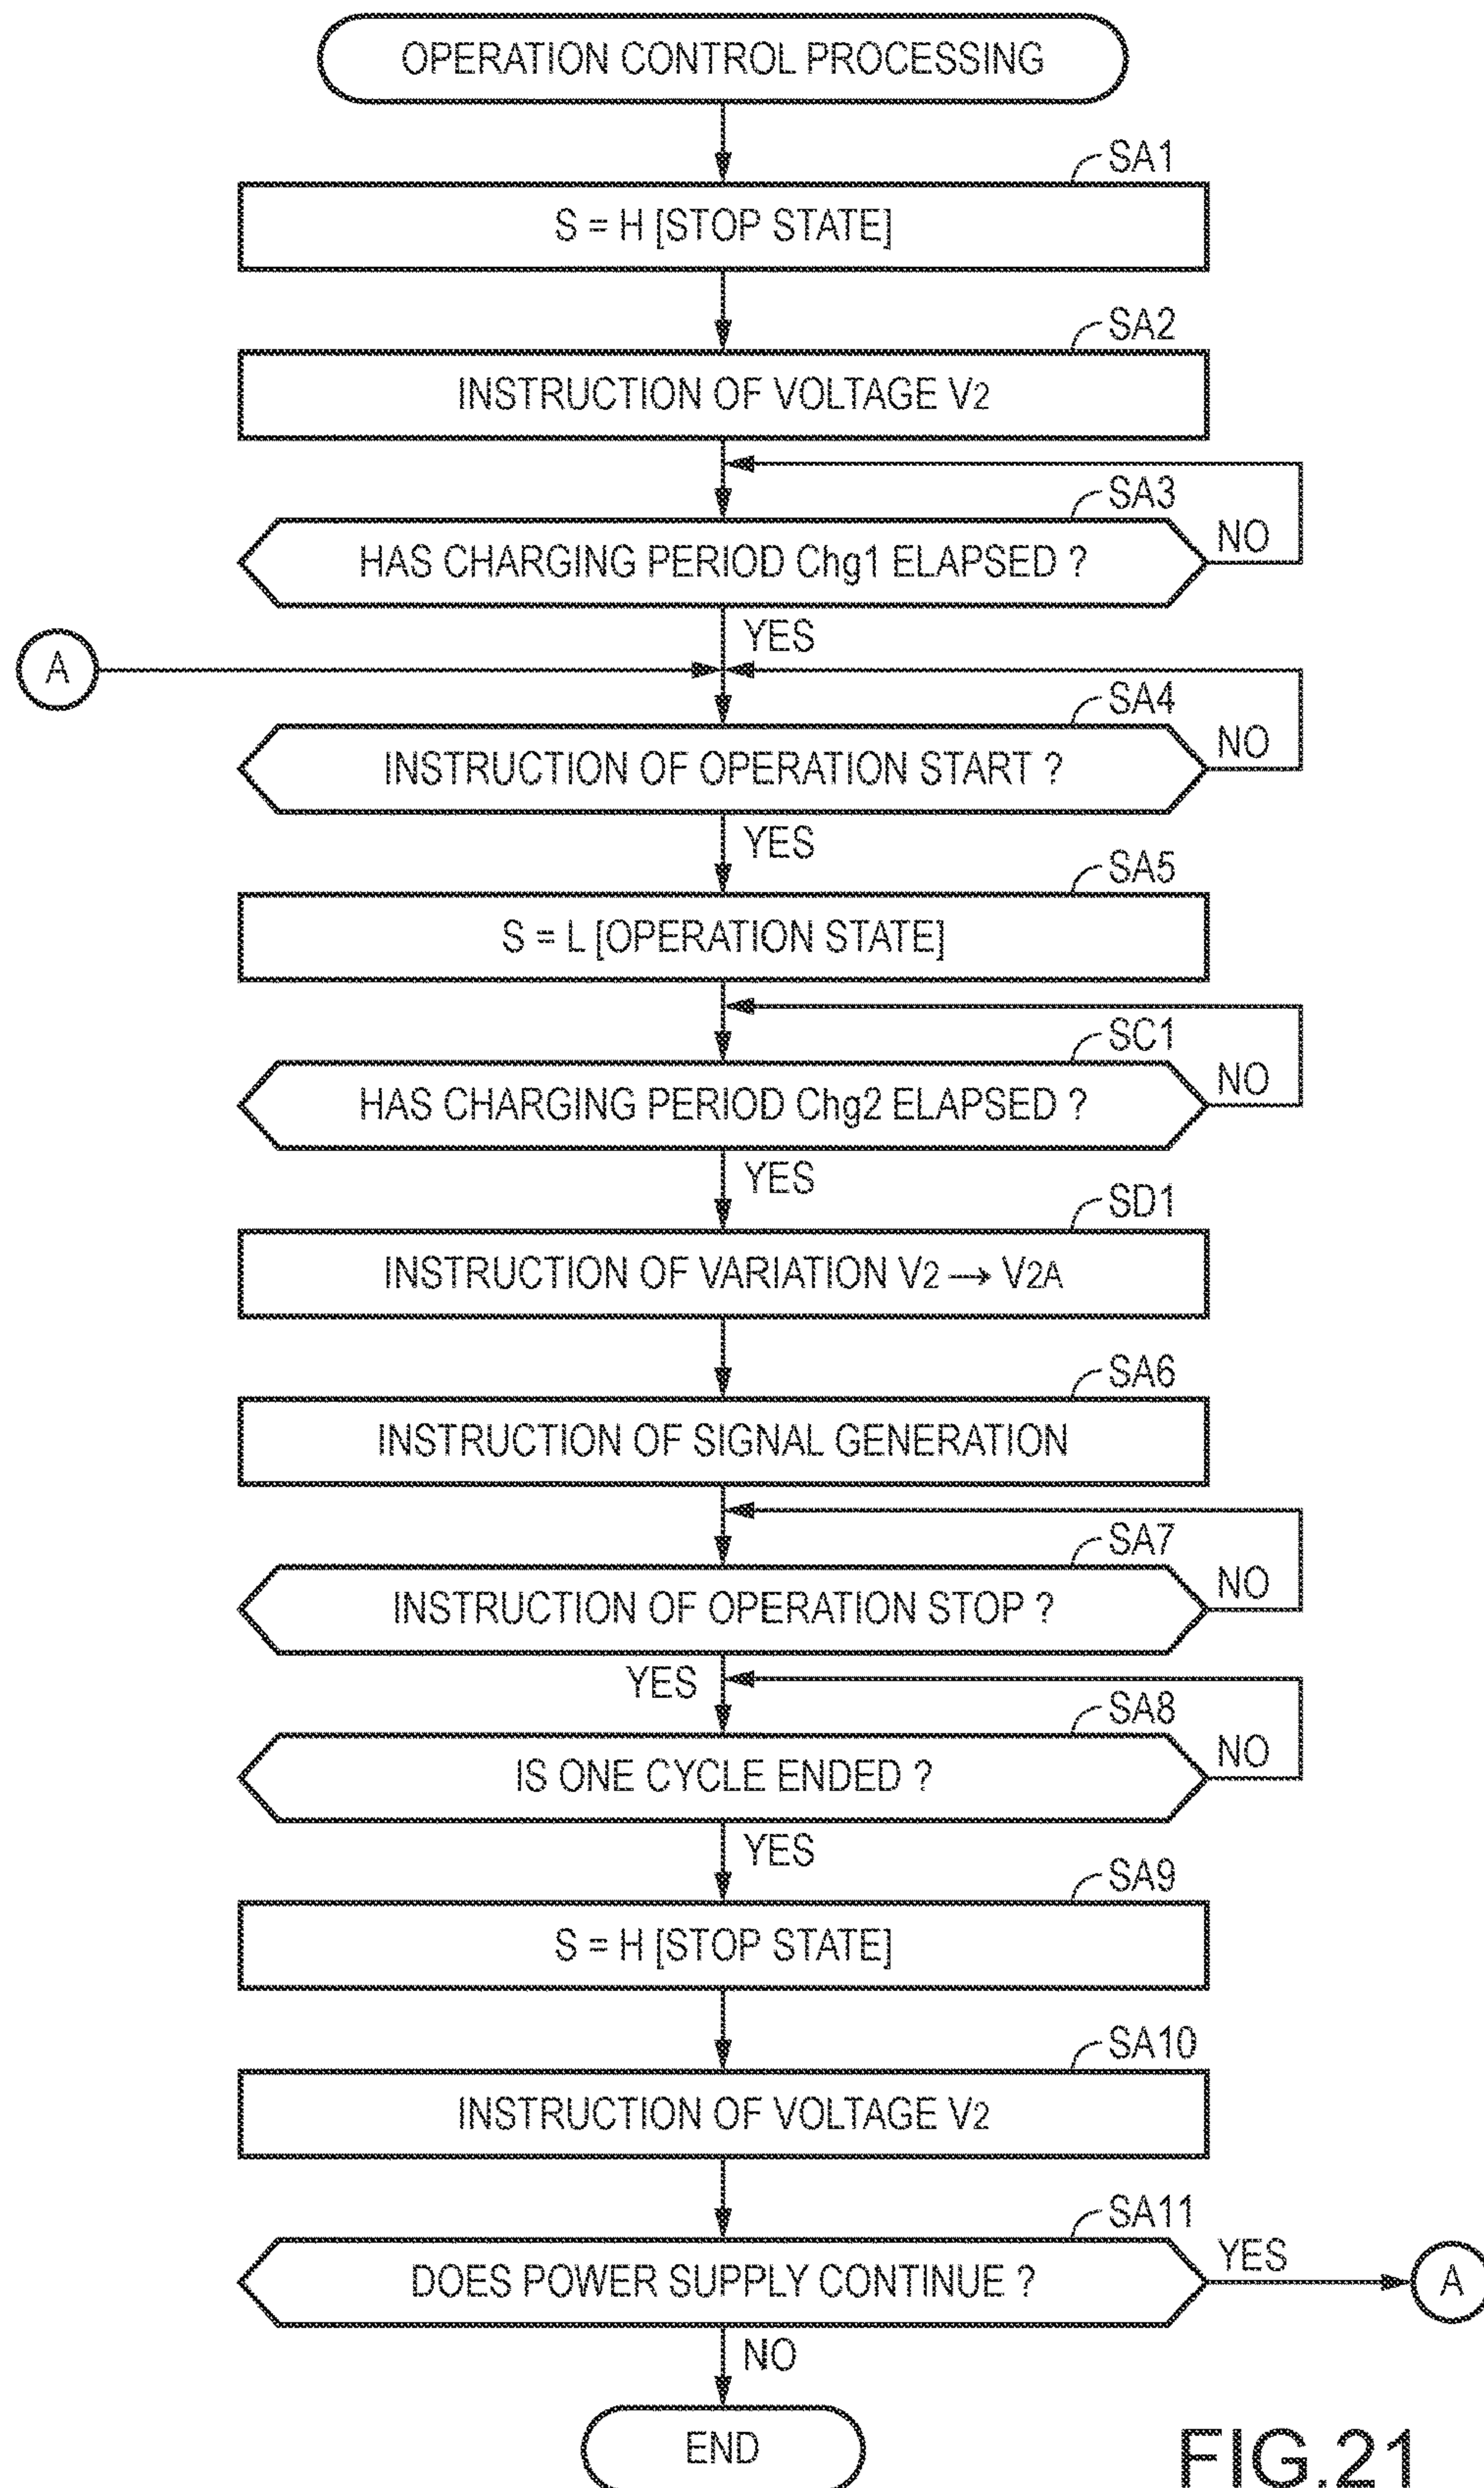 OPERATION CONTROL PROCESSING
SA1
S = H [STOP STATE]
SA2
INSTRUCTION OF VOLTAGE V2
SA3
HAS CHARGING PERIOD Chg1 ELAPSED ?
NO
YES
A
SA4
INSTRUCTION OF OPERATION START ?
NO
YES
SA5
S = L [OPERATION STATE]
SC1
HAS CHARGING PERIOD Chg2 ELAPSED ?
NO
YES
SD1
INSTRUCTION OF VARIATION V2 → V2A
SA6
INSTRUCTION OF SIGNAL GENERATION
SA7
INSTRUCTION OF OPERATION STOP ?
NO
YES
SA8
IS ONE CYCLE ENDED ?
NO
YES
SA9
S = H [STOP STATE]
SA10
INSTRUCTION OF VOLTAGE V2
SA11
DOES POWER SUPPLY CONTINUE ?
YES
A
NO
END
FIG.21